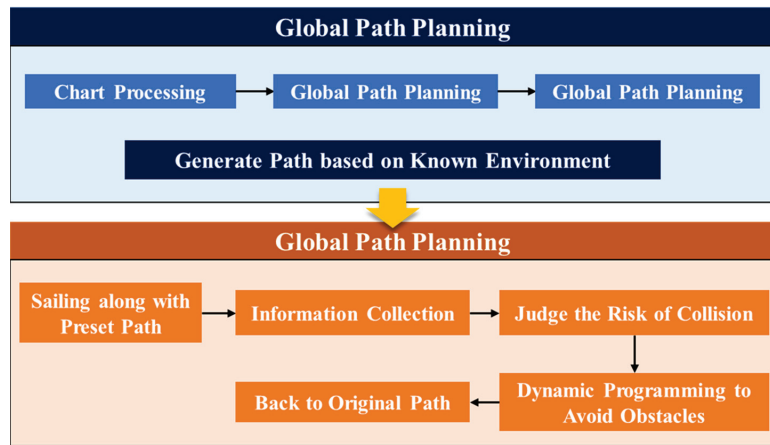 Global Path Planning
Chart Processing
Global Path Planning
Global Path Planning
Generate Path based on Known Environment
Global Path Planning
Sailing along with
Preset Path
Information Collection
Judge the Risk of Collision
Dynamic Programming to
Avoid Obstacles
Back to Original Path